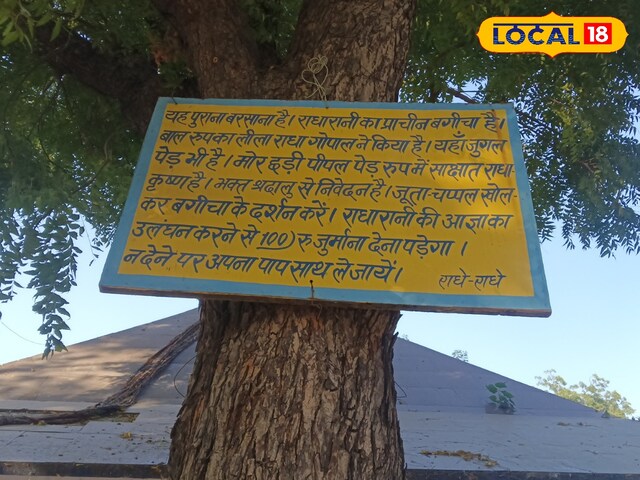 LOCAL 18
यह पुराना बरसाना है। राधारानी का प्राचीन बगीचा है।
बाल रुप का लीला राधा गोपाल ने किया है। यहाँ जुगल
पेड़ भी है। मोर इड़ी पीपल पेड़ रुप में साक्षात राधा-
कृष्ण है। भक्त श्रदालु से निवेदन है। जूता-चप्पल खोल-
कर बगीचा के दर्शन करें। राधारानी की आज्ञा का
उलंघन करने से 100) रु जुर्माना देना पड़ेगा।
न देने पर अपना पाप साथ ले जायें।
राधे-राधे